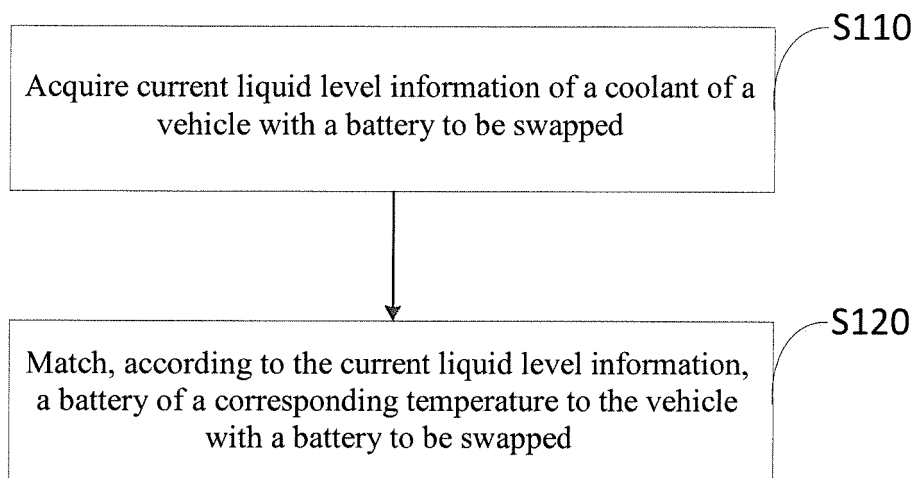 S110
Acquire current liquid level information of a coolant of a
vehicle with a battery to be swapped
S120
Match, according to the current liquid level information,
a battery of a corresponding temperature to the vehicle
with a battery to be swapped